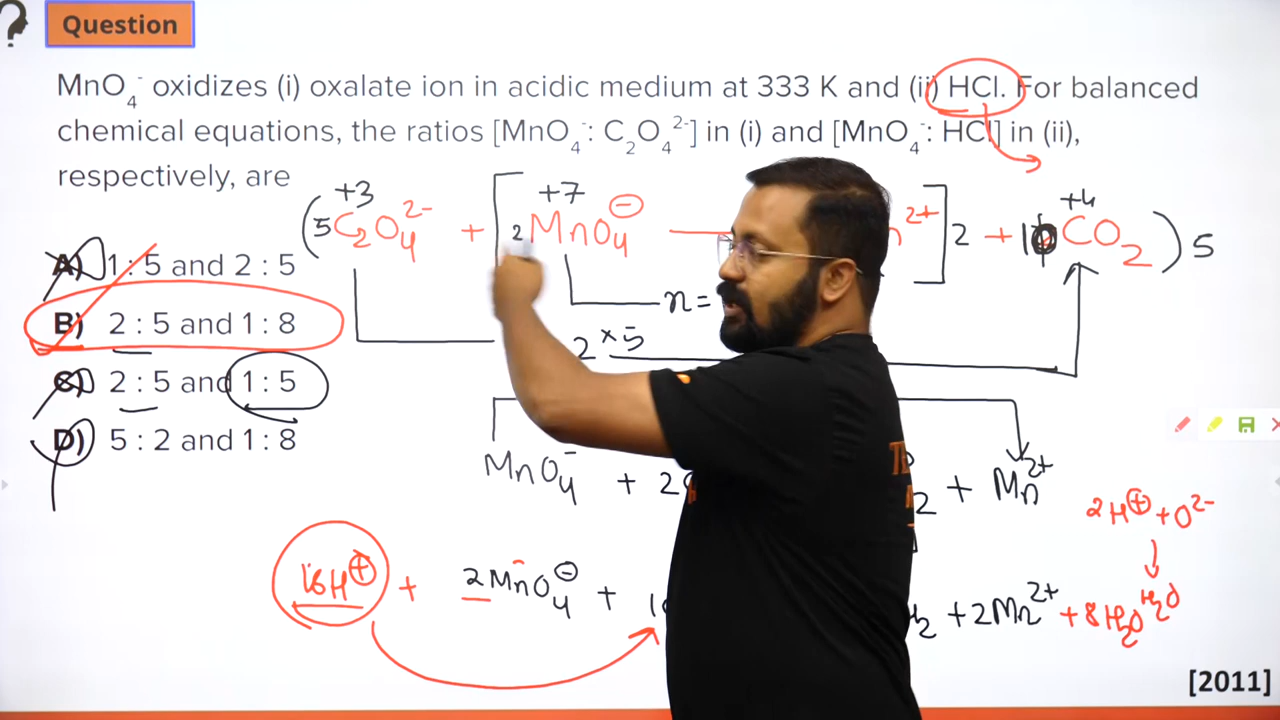 ?
Question
MnO₄⁻ oxidizes (i) oxalate ion in acidic medium at 333 K and (ii) HCl. For balanced
chemical equations, the ratios [MnO₄⁻: C₂O₄²⁻] in (i) and [MnO₄⁻: HCl] in (ii),
respectively, are
+3 +7 +4
(5C₂O₄²⁻ + [2MnO₄⊖ n²⁺]2 + 10CO₂)5
A) 1 : 5 and 2 : 5
n =
B) 2 : 5 and 1 : 8
2×5
C) 2 : 5 and 1 : 5
D) 5 : 2 and 1 : 8
MnO₄⁻ + 2 ₂ + Mn²⁺
2H⊕ + O²⁻
H₂O
16H⊕ + 2MnO₄⊖ + 1 ₂ + 2Mn²⁺ + 8H₂O
[2011]